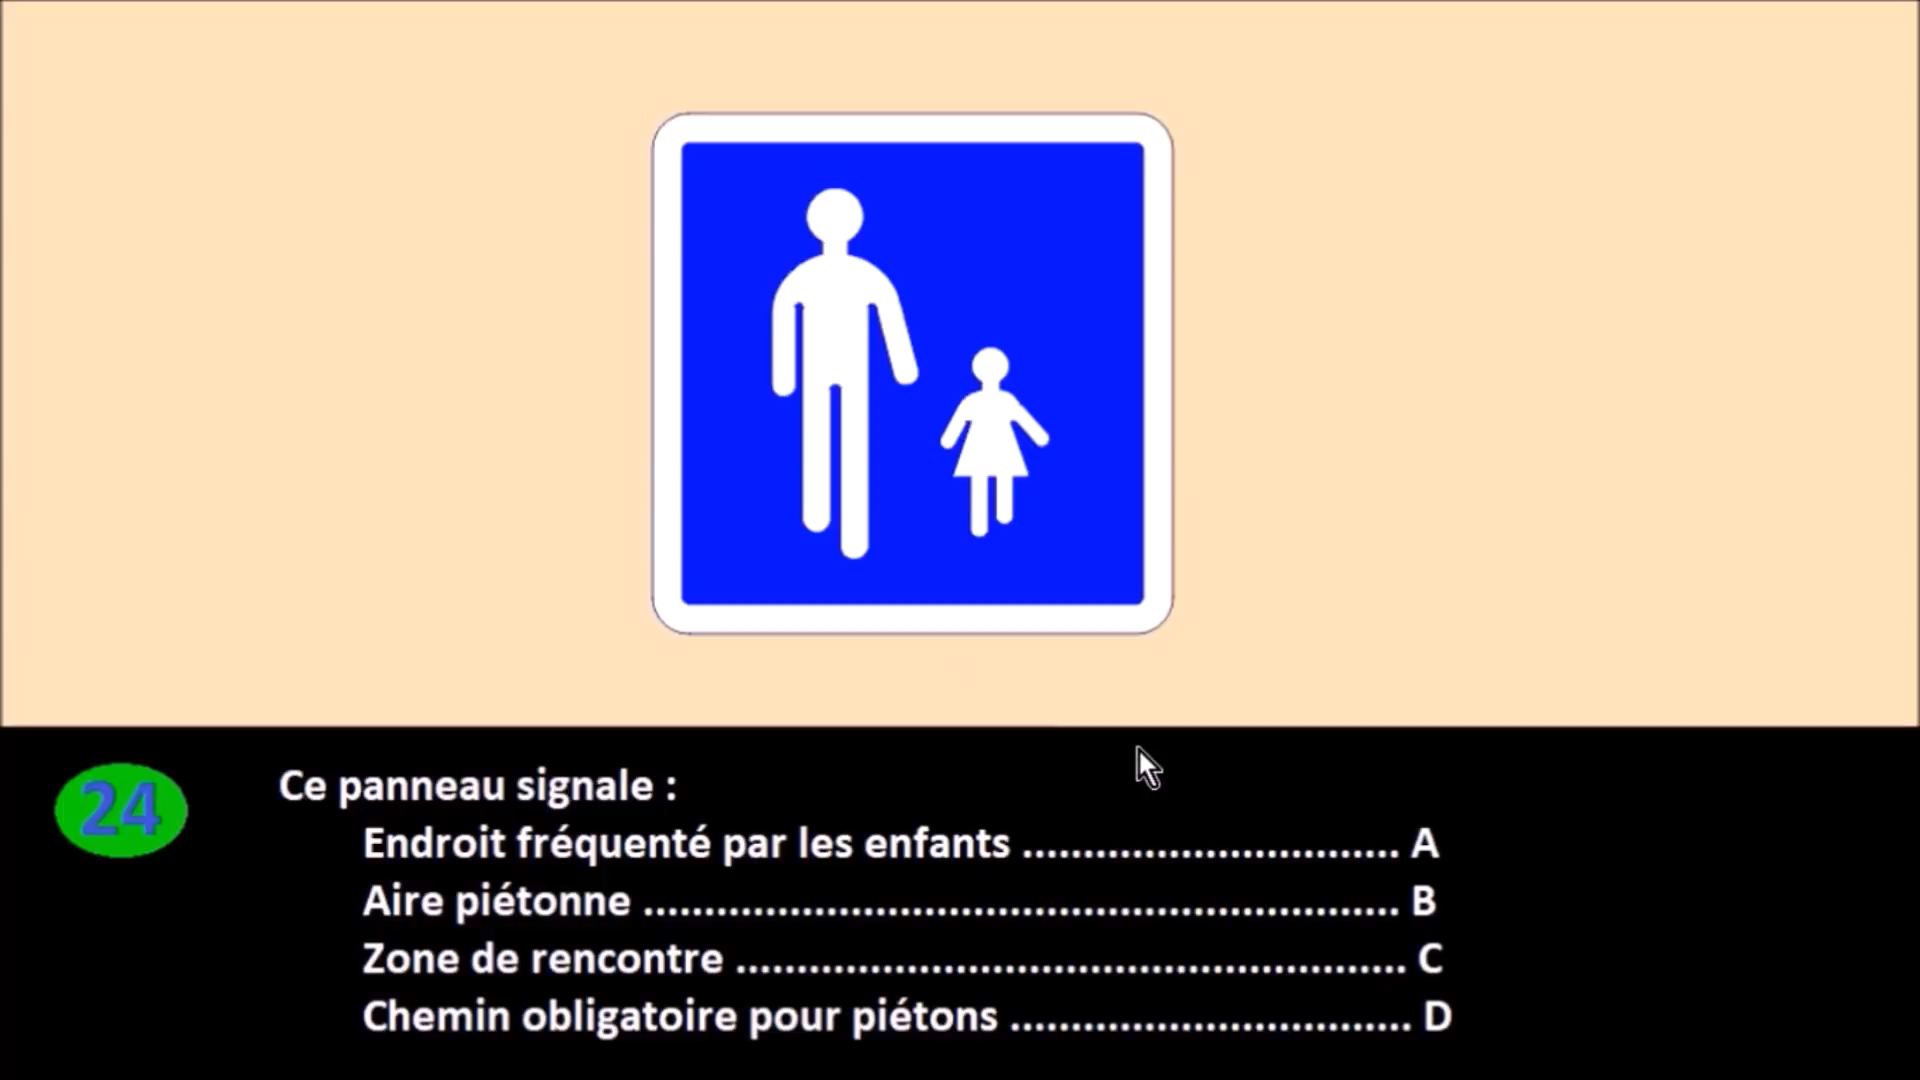 24
Ce panneau signale :
Endroit fréquenté par les enfants ............................... A
Aire piétonne .............................................................. B
Zone de rencontre ....................................................... C
Chemin obligatoire pour piétons ................................. D